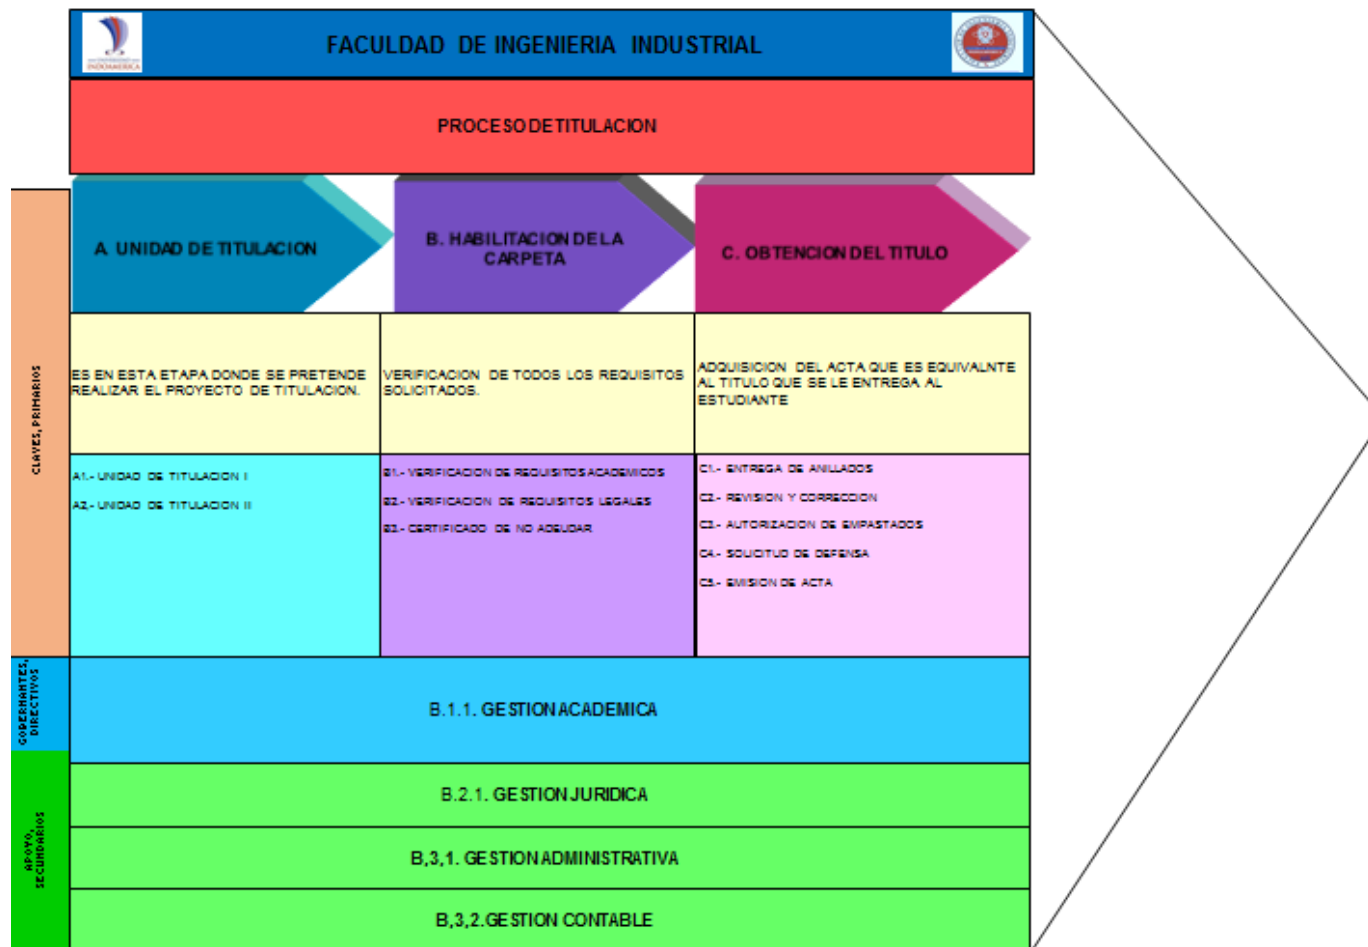 INDOAMERICA
FACULDAD DE INGENIERIA INDUSTRIAL
PROCESO DE TITULACION
A. UNIDAD DE TITULACION
B. HABILITACION DE LA
CARPETA
C. OBTENCION DEL TITULO
CLAVES, PRIMARIOS
ES EN ESTA ETAPA DONDE SE PRETENDE
REALIZAR EL PROYECTO DE TITULACION.
VERIFICACION DE TODOS LOS REQUISITOS
SOLICITADOS.
ADQUISICION DEL ACTA QUE ES EQUIVALNTE
AL TITULO QUE SE LE ENTREGA AL
ESTUDIANTE
A1.- UNIDAD DE TITULACION I
A2,- UNIDAD DE TITULACION II
B1.- VERIFICACION DE REQUISITOS ACADEMICOS
B2.- VERIFICACION DE REQUISITOS LEGALES
B3.- CERTIFICADO DE NO ADEUDAR
C1.- ENTREGA DE ANILLADOS
C2.- REVISION Y CORRECCION
C3.- AUTORIZACION DE EMPASTADOS
C4.- SOLICITUD DE DEFENSA
C5.- EMISION DE ACTA
GOBERNANTES,
DIRECTIVOS
B.1.1. GESTION ACADEMICA
APOYO,
SECUNDARIOS
B.2.1. GESTION JURIDICA
B,3,1. GESTION ADMINISTRATIVA
B,3,2.GESTION CONTABLE